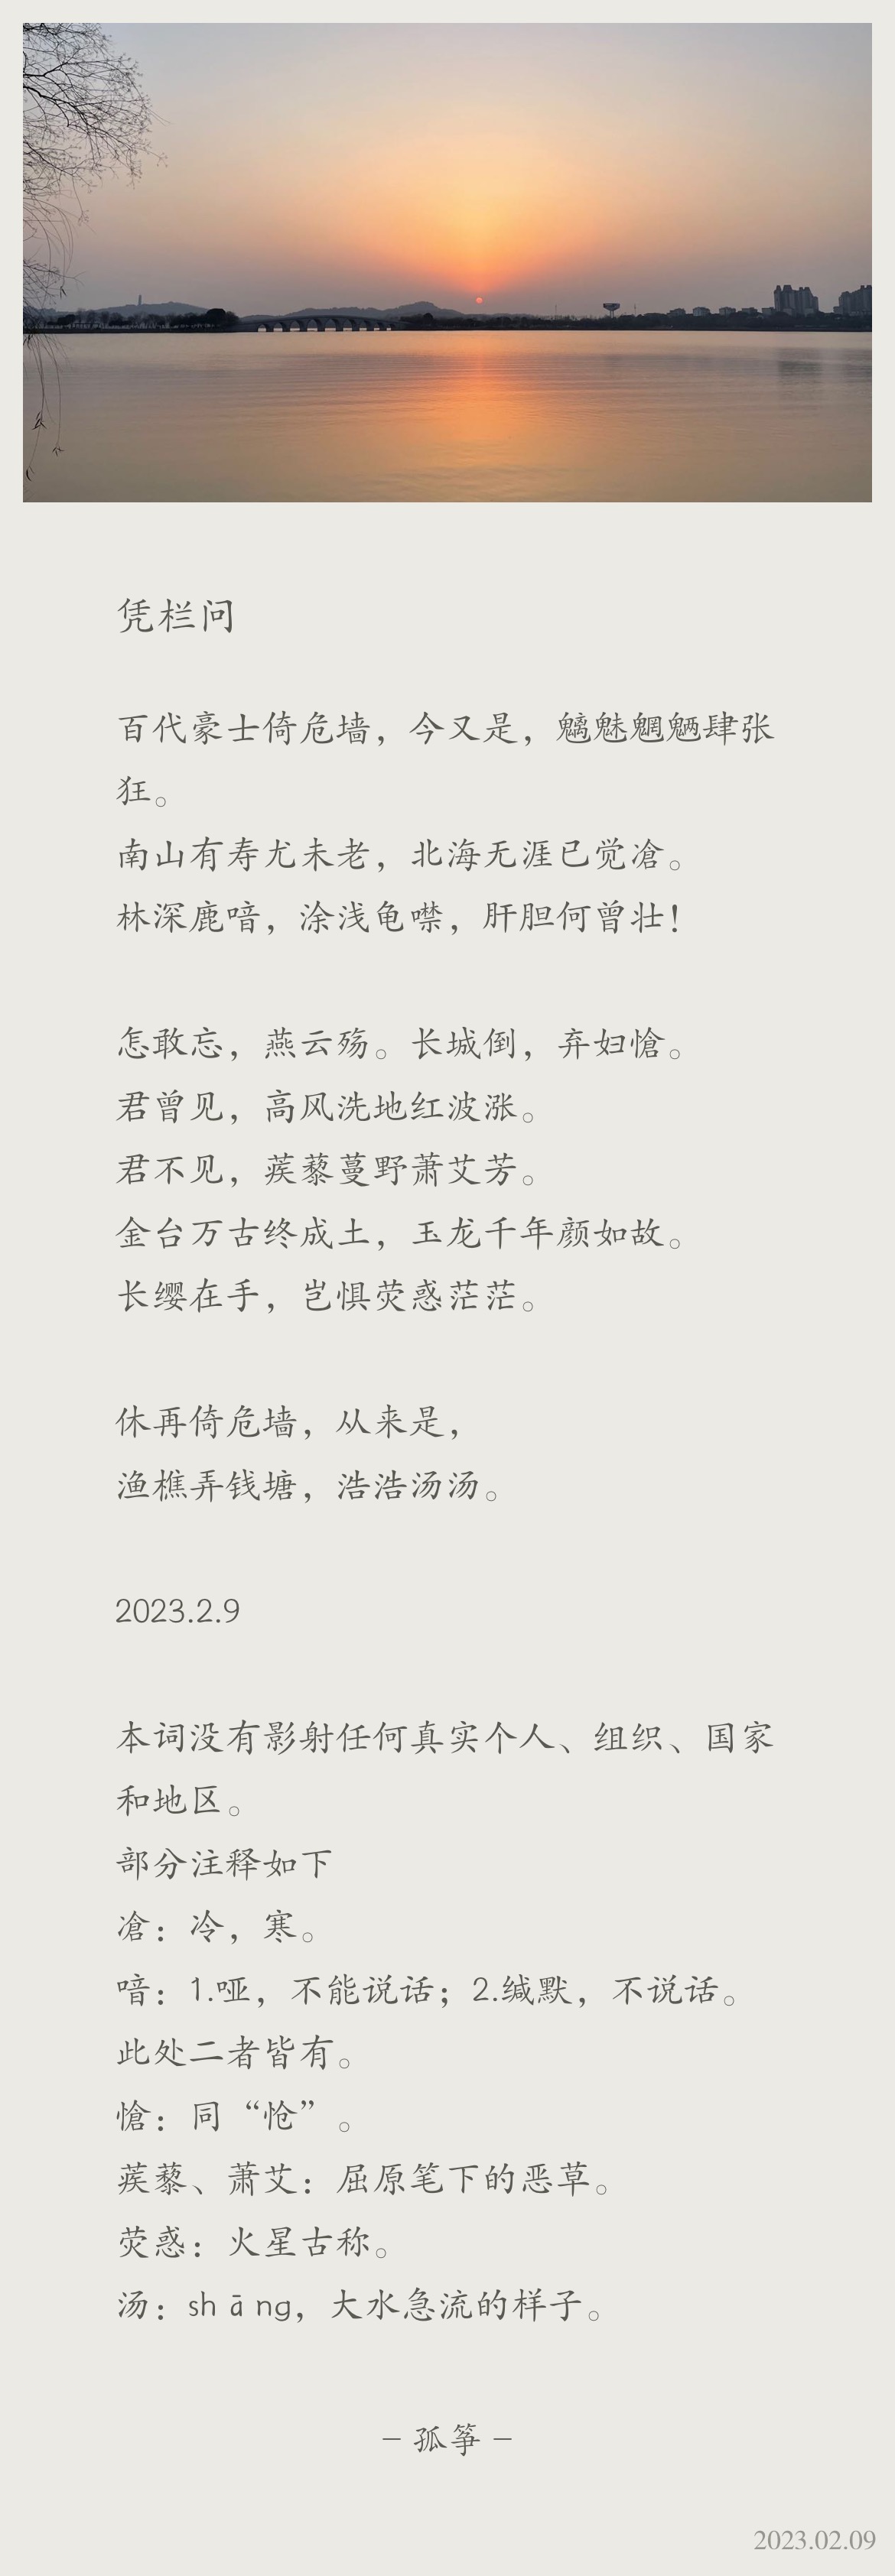 凭栏问
百代豪士倚危墙，今又是，魑魅魍魉肆张
狂。
南山有寿尤未老，北海无涯已觉凔。
林深鹿喑，涂浅龟噤，肝胆何曾壮！
怎敢忘，燕云殇。长城倒，弃妇愴。
君曾见，高风洗地红波涨。
君不见，蒺藜蔓野萧艾芳。
金台万古终成土，玉龙千年颜如故。
长缨在手，岂惧荧惑茫茫。
休再倚危墙，从来是，
渔樵弄钱塘，浩浩汤汤。
2023.2.9
本词没有影射任何真实个人、组织、国家
和地区。
部分注释如下
凔：冷，寒。
喑：1.哑，不能说话；2.缄默，不说话。
此处二者皆有。
愴：同“怆”。
蒺藜、萧艾：屈原笔下的恶草。
荧惑：火星古称。
汤：shāng，大水急流的样子。
– 孤筝 –
2023.02.09